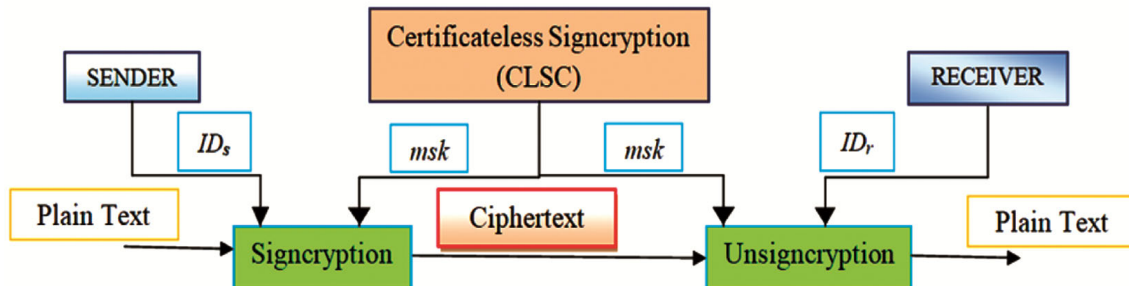 Certificateless Signcryption
(CLSC)
SENDER
RECEIVER
IDs
msk
msk
IDr
Plain Text
Ciphertext
Plain Text
Signcryption
Unsigncryption